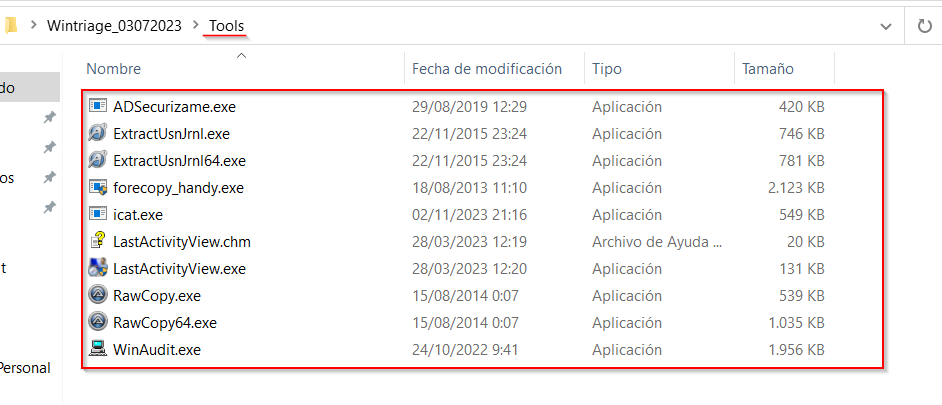 Wintriage_03072023 > Tools
Nombre Fecha de modificación Tipo Tamaño
do
ADSecurizame.exe 29/08/2019 12:29 Aplicación 420 KB
ExtractUsnJrnl.exe 22/11/2015 23:24 Aplicación 746 KB
ExtractUsnJrnl64.exe 22/11/2015 23:24 Aplicación 781 KB
os
forecopy_handy.exe 18/08/2013 11:10 Aplicación 2.123 KB
icat.exe 02/11/2023 21:16 Aplicación 549 KB
LastActivityView.chm 28/03/2023 12:19 Archivo de Ayuda ... 20 KB
t
LastActivityView.exe 28/03/2023 12:20 Aplicación 131 KB
RawCopy.exe 15/08/2014 0:07 Aplicación 539 KB
RawCopy64.exe 15/08/2014 0:07 Aplicación 1.035 KB
WinAudit.exe 24/10/2022 9:41 Aplicación 1.956 KB
Personal